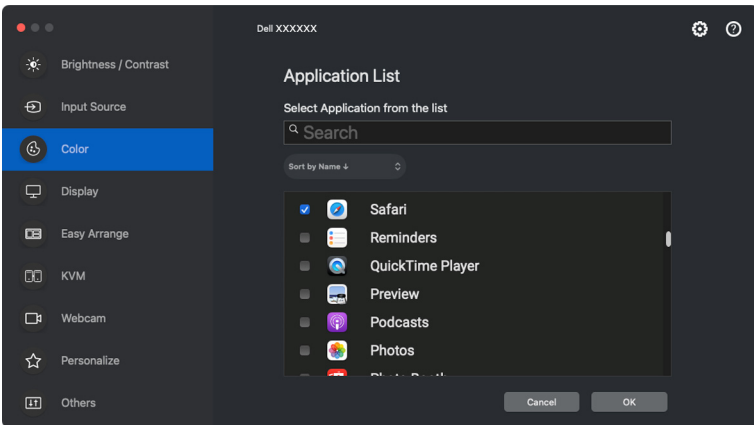 Dell XXXXXX
Brightness / Contrast
Input Source
Color
Display
Easy Arrange
KVM
Webcam
Personalize
Others
Application List
Select Application from the list
Search
Sort by Name ↓
Safari
Reminders
QuickTime Player
Preview
Podcasts
Photos
Cancel
OK